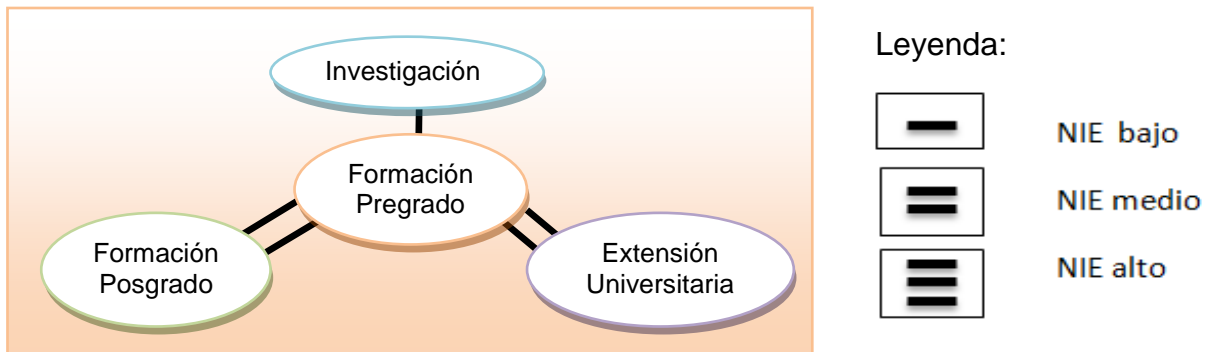 Investigación
Formación
Pregrado
Formación
Posgrado
Extensión
Universitaria
Leyenda:
NIE bajo
NIE medio
NIE alto